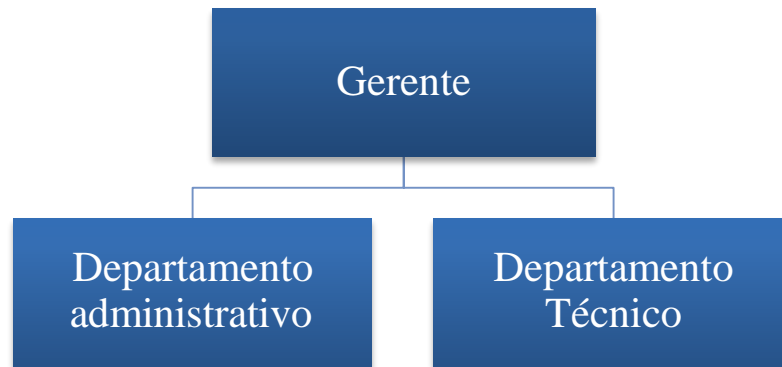 Gerente
Departamento
administrativo
Departamento
Técnico